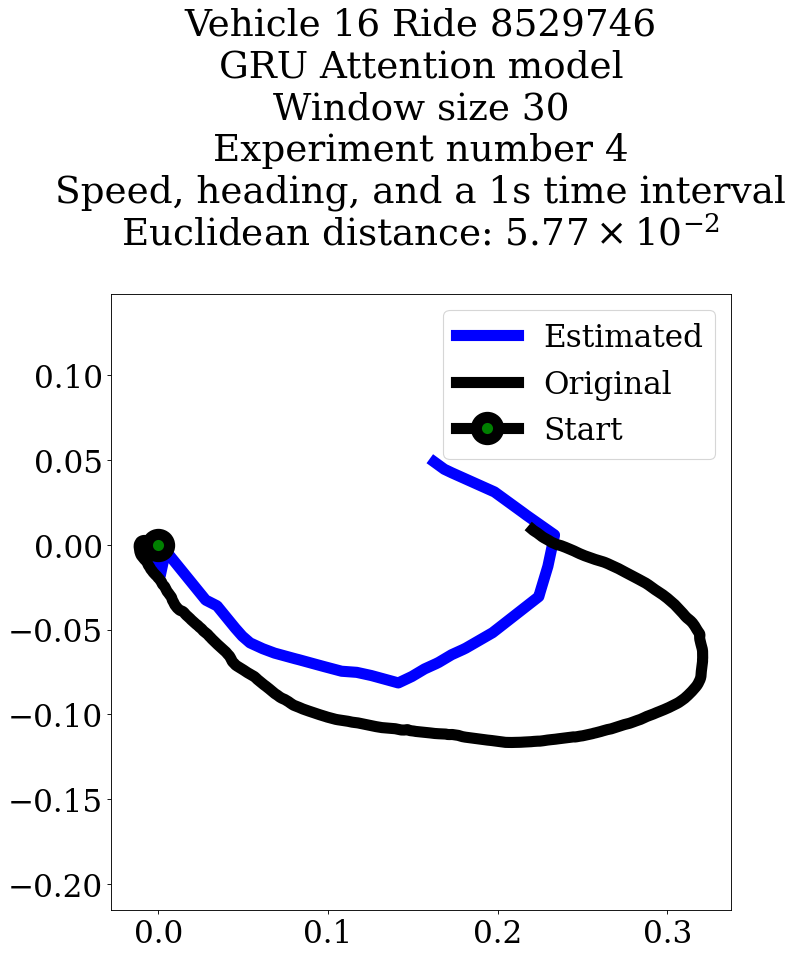 Vehicle 16 Ride 8529746
GRU Attention model
Window size 30
Experiment number 4
Speed, heading, and a 1s time interval
Euclidean distance: 5.77 × 10⁻²
Estimated
Original
Start
0.10
0.05
0.00
−0.05
−0.10
−0.15
−0.20
0.0 0.1 0.2 0.3